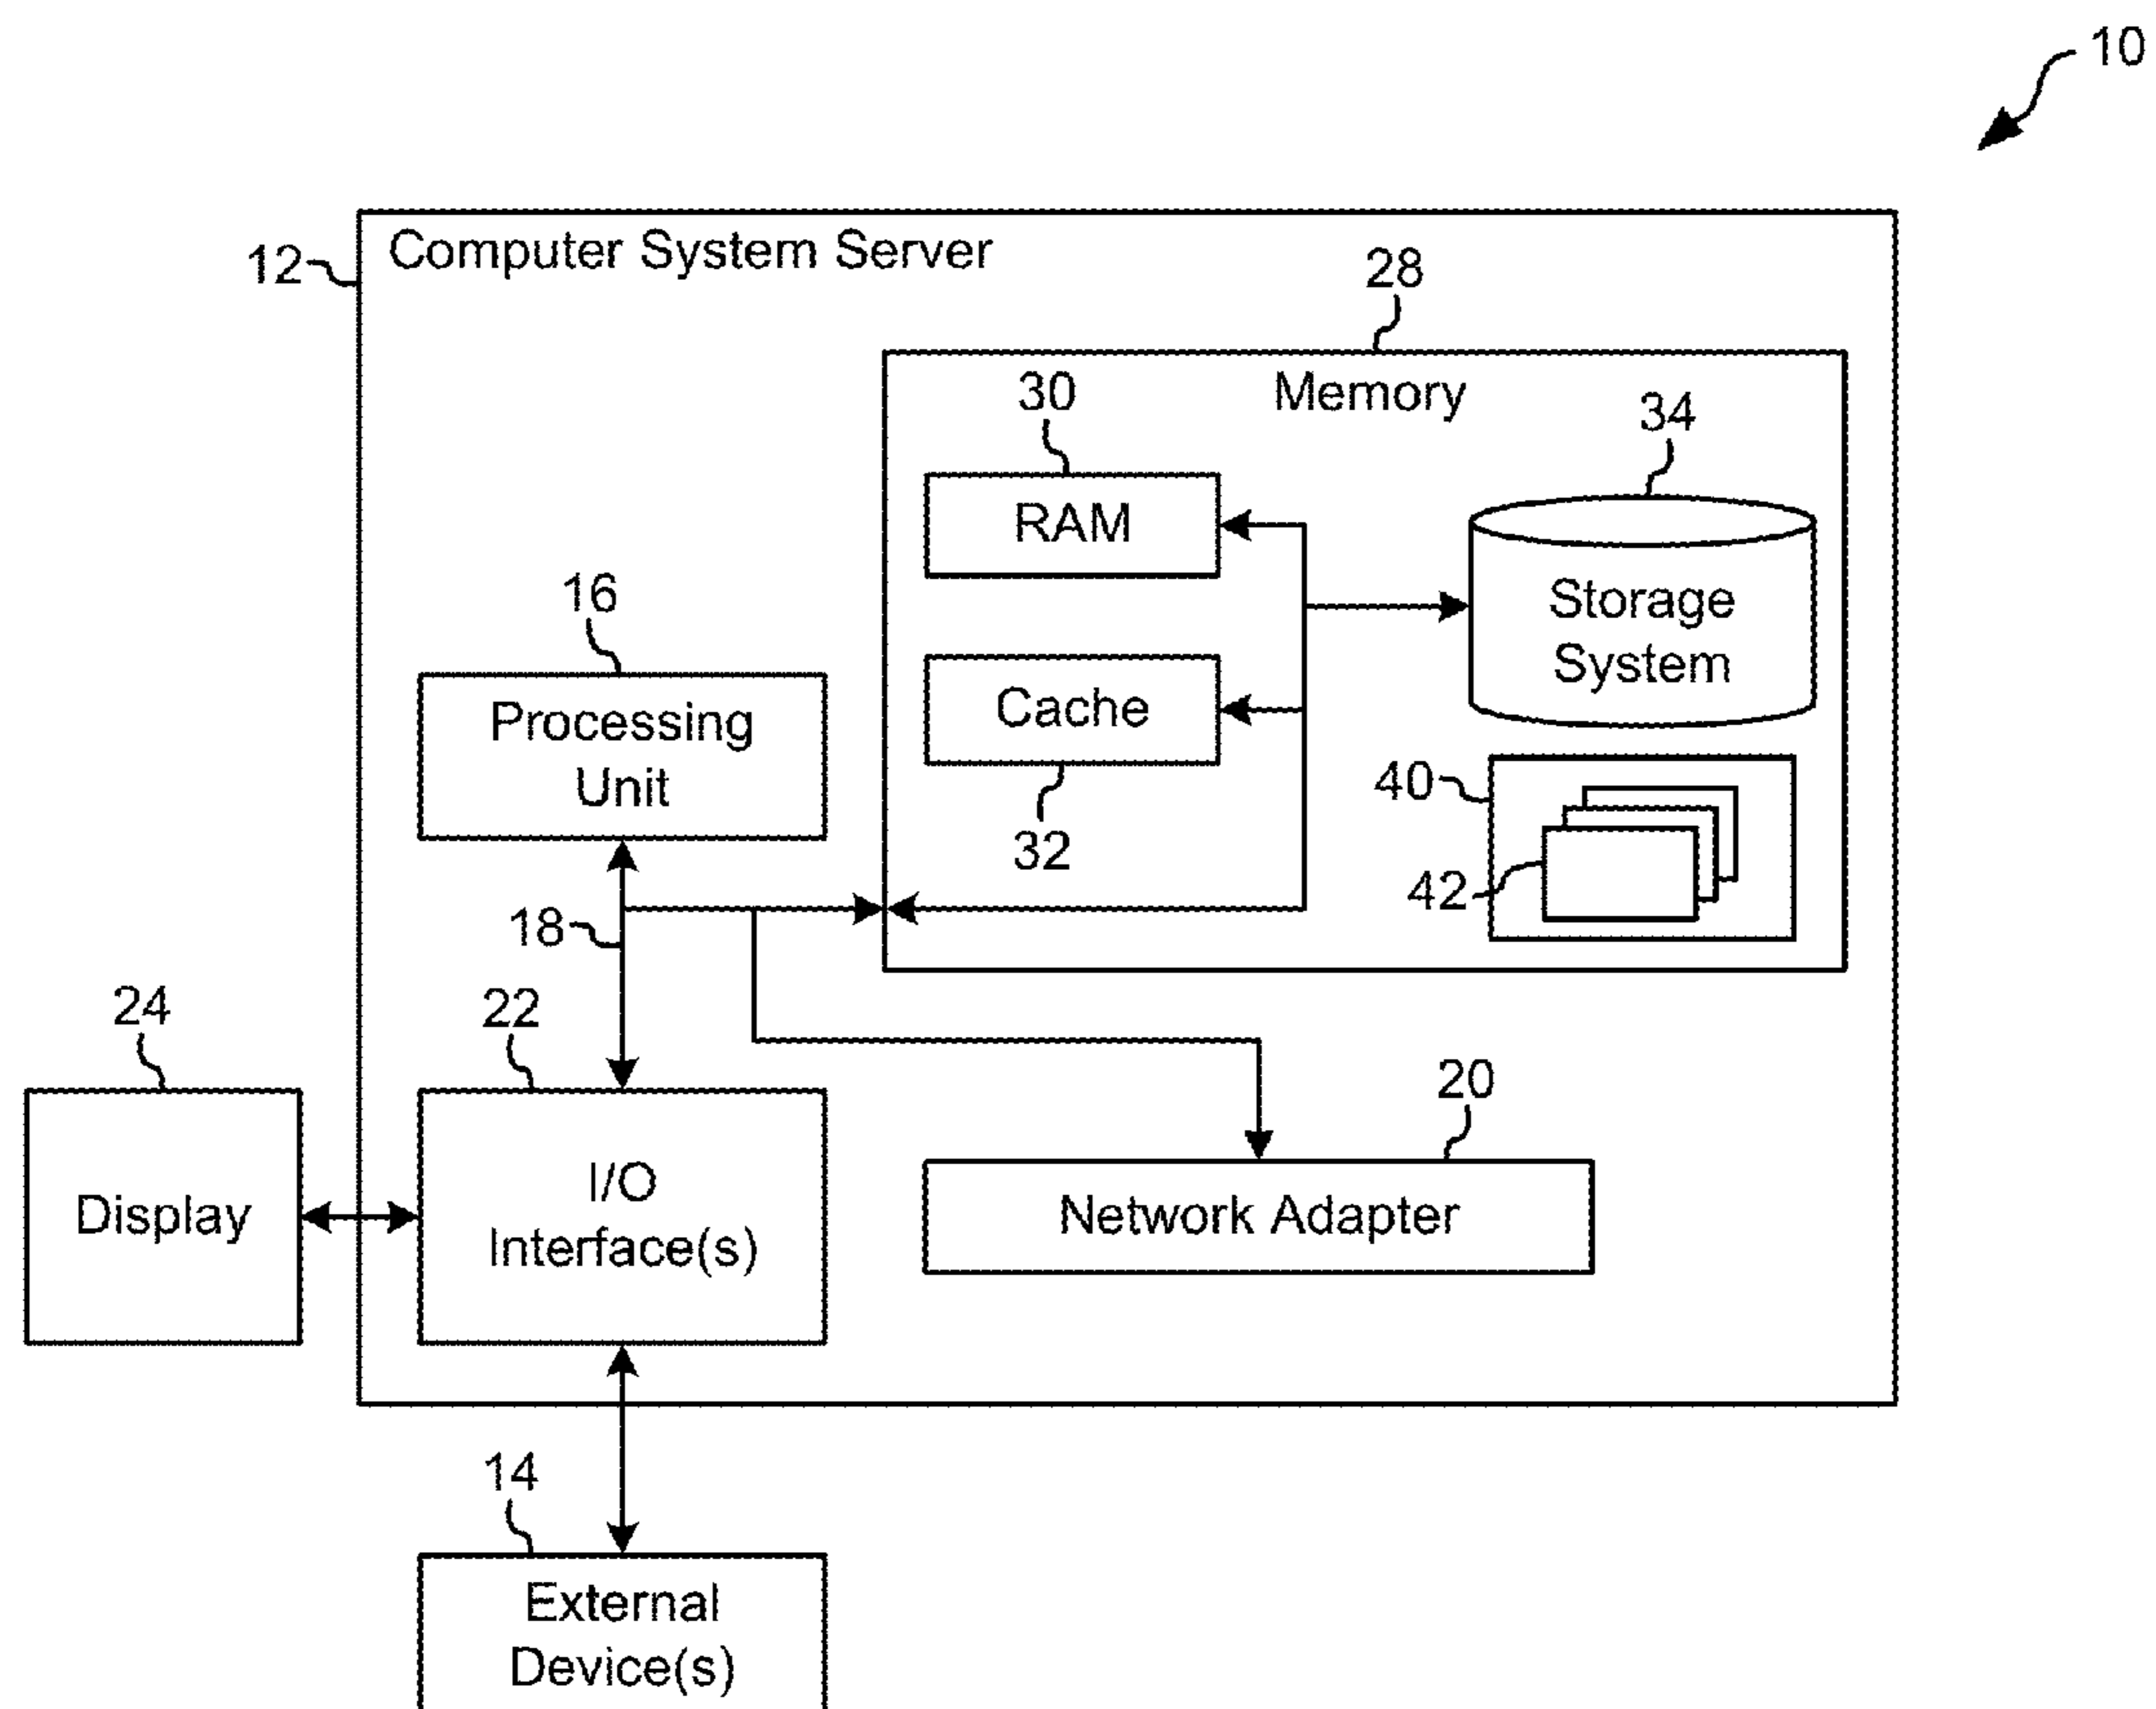 10
12
Computer System Server
28
Memory
30
34
RAM
16
Storage
System
Processing
Unit
Cache
40
32
42
18
24
22
20
Display
I/O
Interface(s)
Network Adapter
14
External
Device(s)